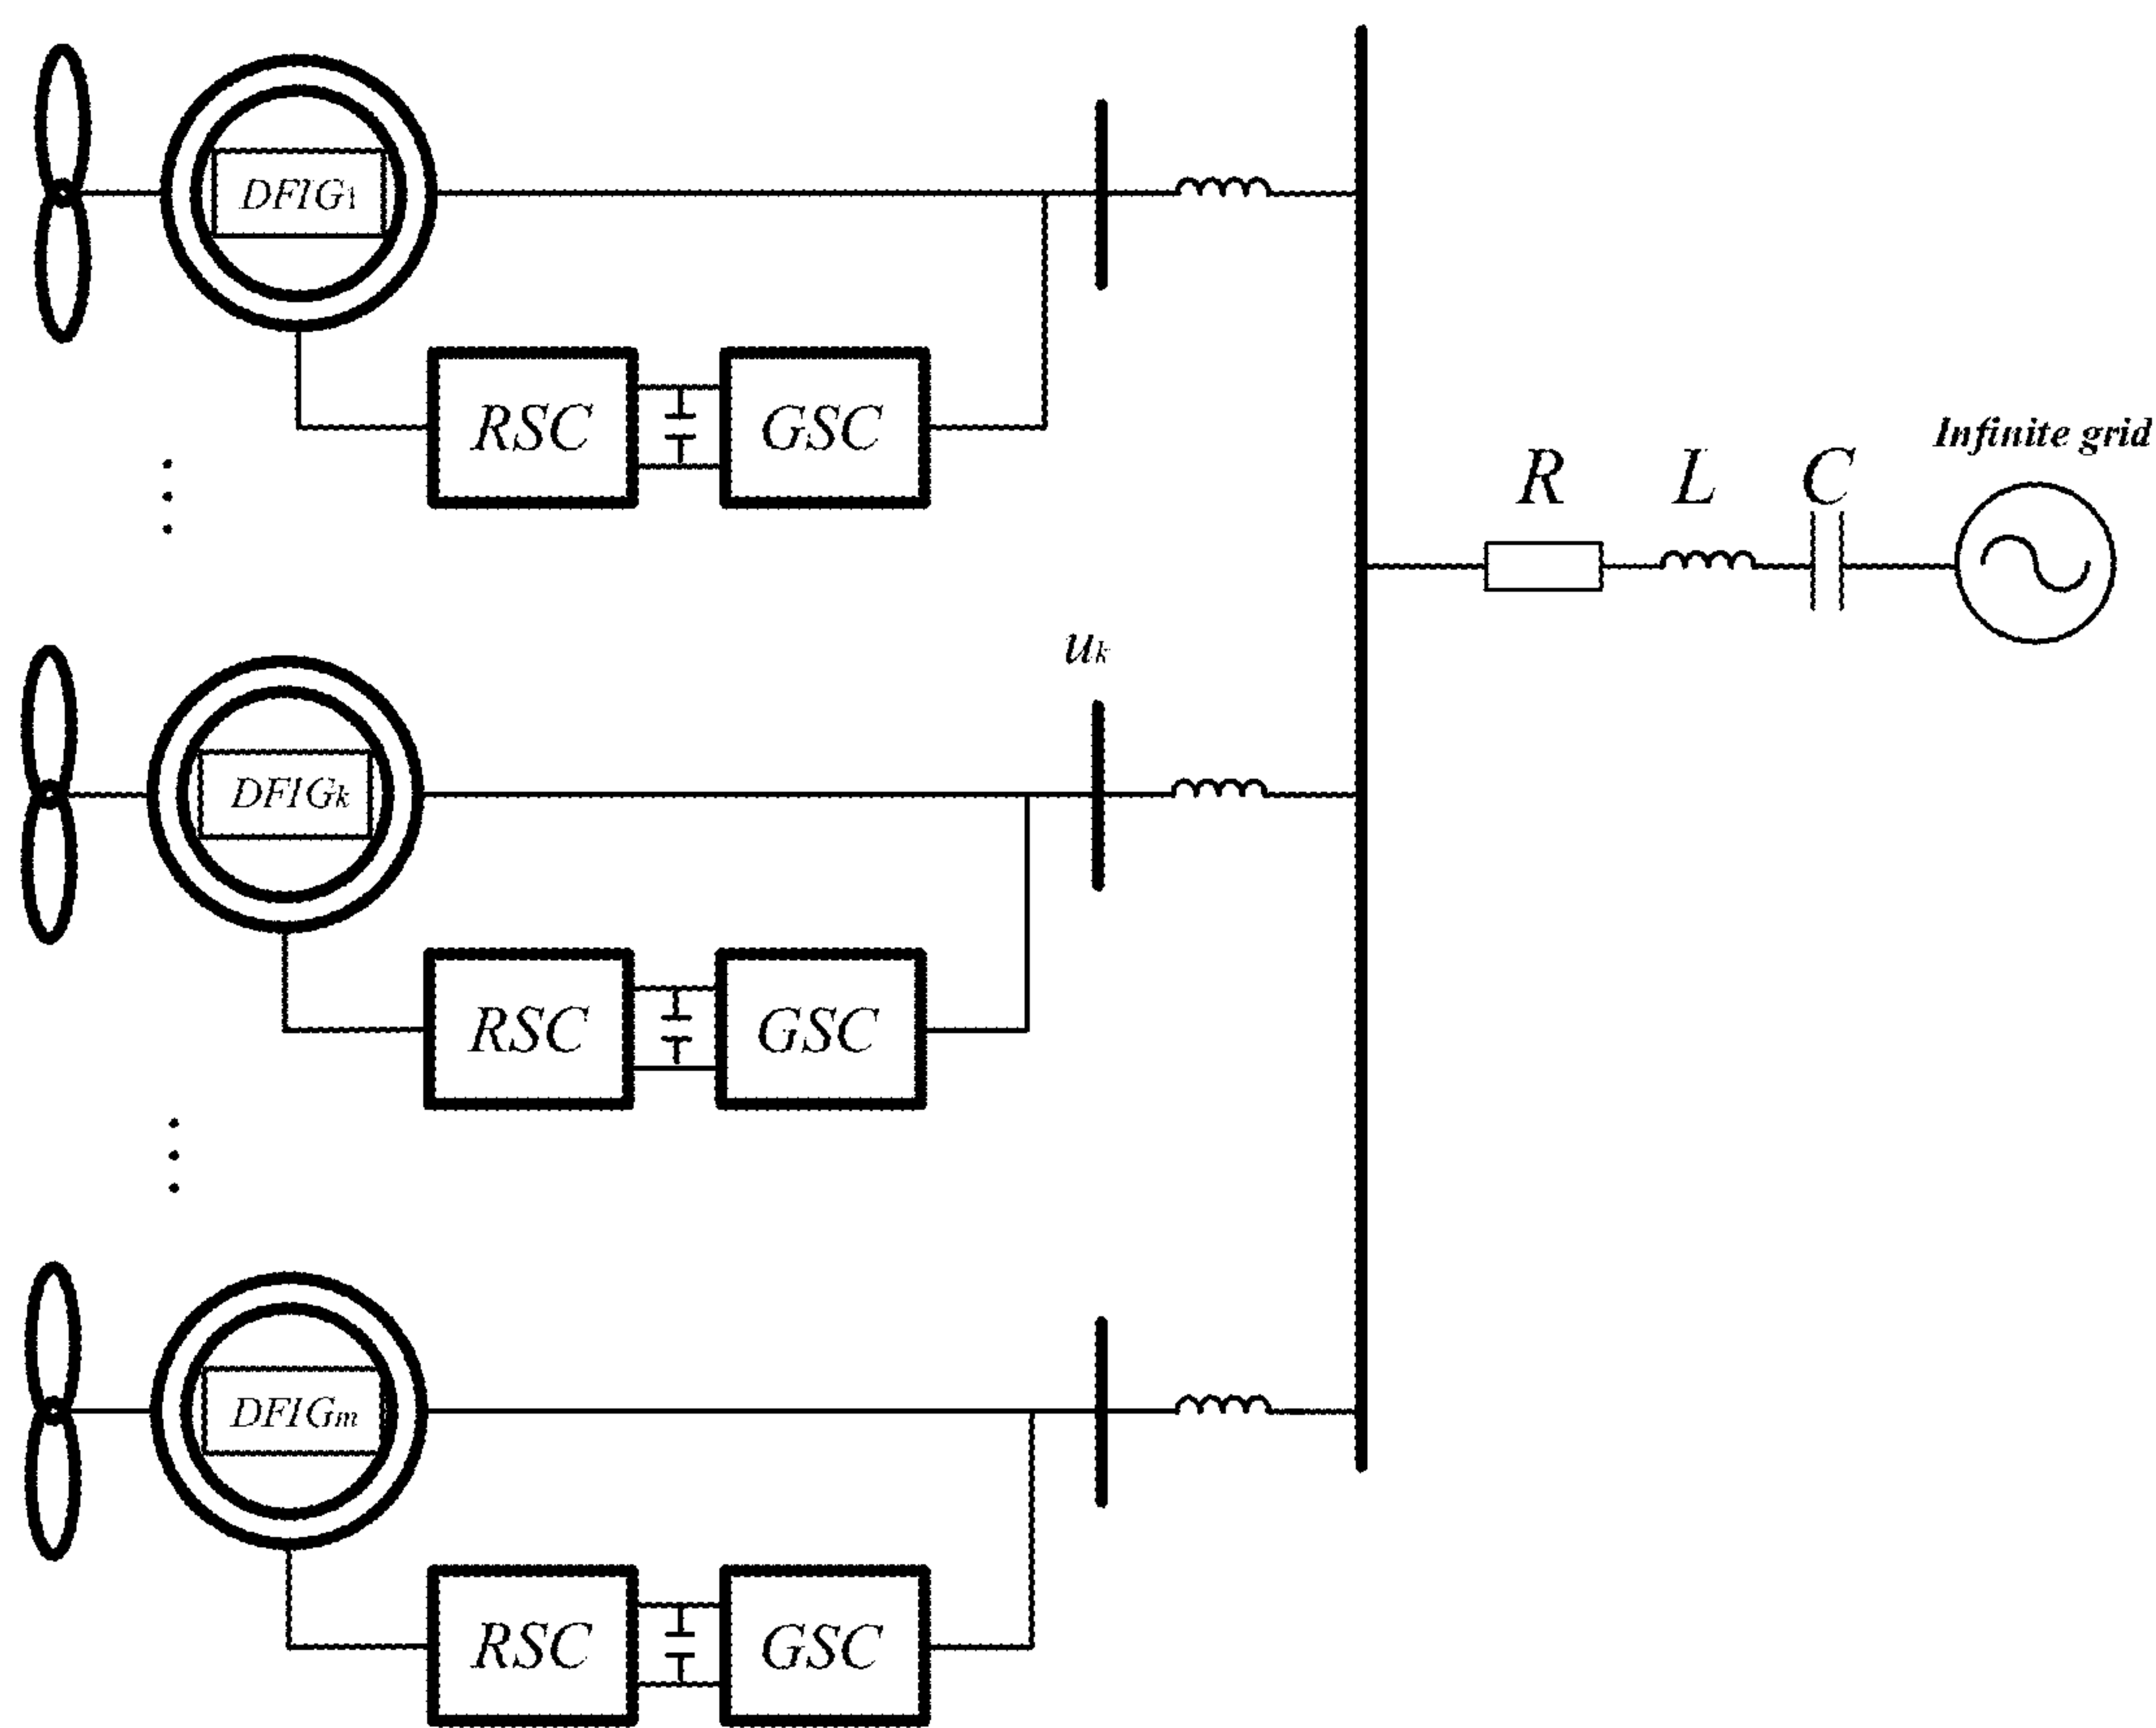 DFIG1
RSC
GSC
Infinite grid
R
L
C
uk
DFIGk
RSC
GSC
DFIGm
RSC
GSC